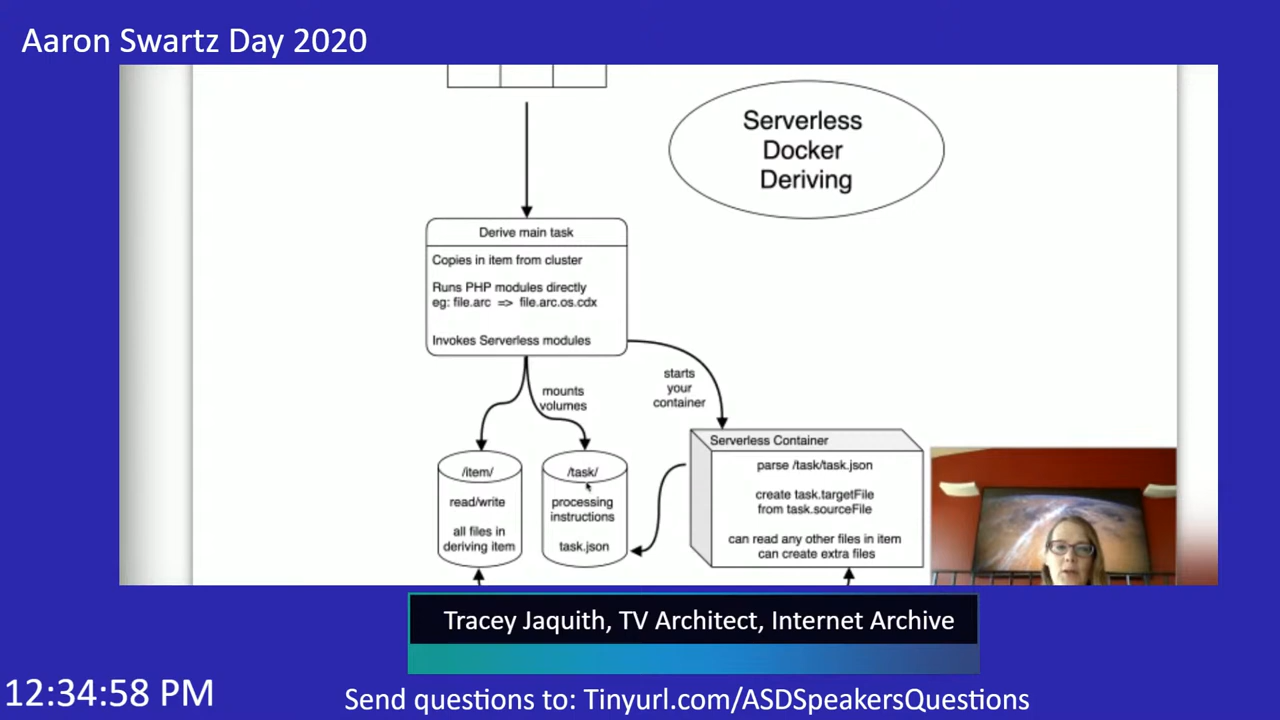 Aaron Swartz Day 2020
Serverless
Docker
Deriving
Derive main task
Copies in item from cluster
Runs PHP modules directly
eg: file.arc => file.arc.os.cdx
Invokes Serverless modules
mounts
volumes
starts
your
container
/item/
read/write
all files in
deriving item
/task/
processing
instructions
task.json
Serverless Container
parse /task/task.json
create task.targetFile
from task.sourceFile
can read any other files in item
can create extra files
Tracey Jaquith, TV Architect, Internet Archive
12:34:58 PM
Send questions to: Tinyurl.com/ASDSpeakersQuestions